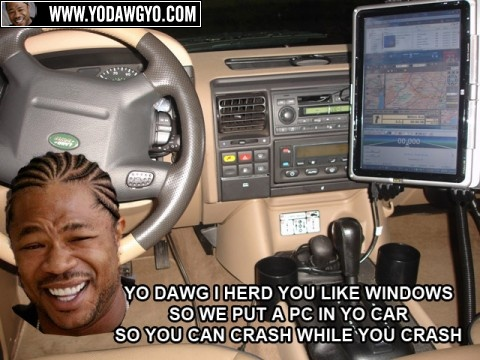 WWW.YODAWGYO.COM
YO DAWG I HERD YOU LIKE WINDOWS
SO WE PUT A PC IN YO CAR
SO YOU CAN CRASH WHILE YOU CRASH